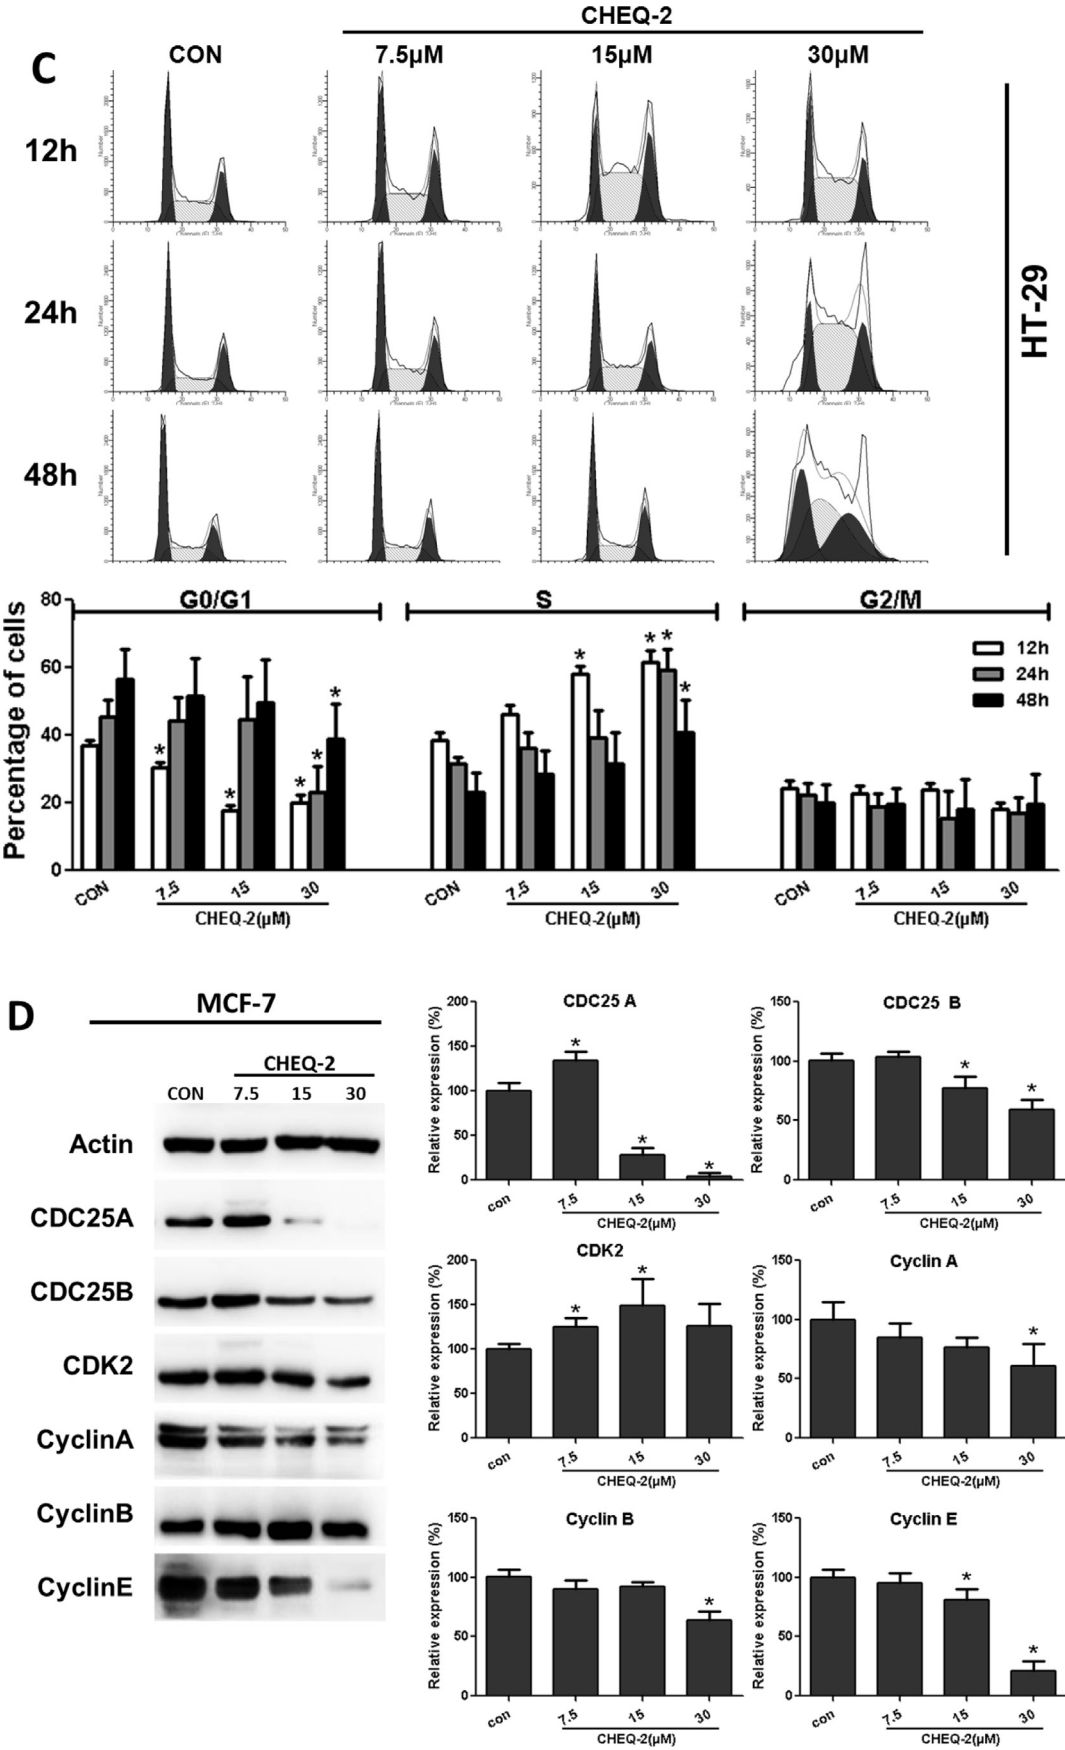 CHEQ-2
C
CON 7.5µM 15µM 30µM
12h
24h
48h
HT-29
Number
Channels (FL2-H)
Percentage of cells
80
60
40
20
0
G0/G1 S G2/M
12h
24h
48h
* * * * *
* * * *
CON 7.5 15 30
CHEQ-2(µM)
CON 7.5 15 30
CHEQ-2(µM)
CON 7.5 15 30
CHEQ-2(µM)
D
MCF-7
CHEQ-2
CON 7.5 15 30
Actin
CDC25A
CDC25B
CDK2
CyclinA
CyclinB
CyclinE
CDC25 A
Relative expression (%)
200
150
100
50
0
* * *
con 7.5 15 30
CHEQ-2(µM)
CDC25 B
Relative expression (%)
150
100
50
0
* *
con 7.5 15 30
CHEQ-2(µM)
CDK2
Relative expression (%)
200
150
100
50
0
* *
con 7.5 15 30
CHEQ-2(µM)
Cyclin A
Relative expression (%)
150
100
50
0
*
con 7.5 15 30
CHEQ-2(µM)
Cyclin B
Relative expression (%)
150
100
50
0
*
con 7.5 15 30
CHEQ-2(µM)
Cyclin E
Relative expression (%)
150
100
50
0
* *
con 7.5 15 30
CHEQ-2(µM)